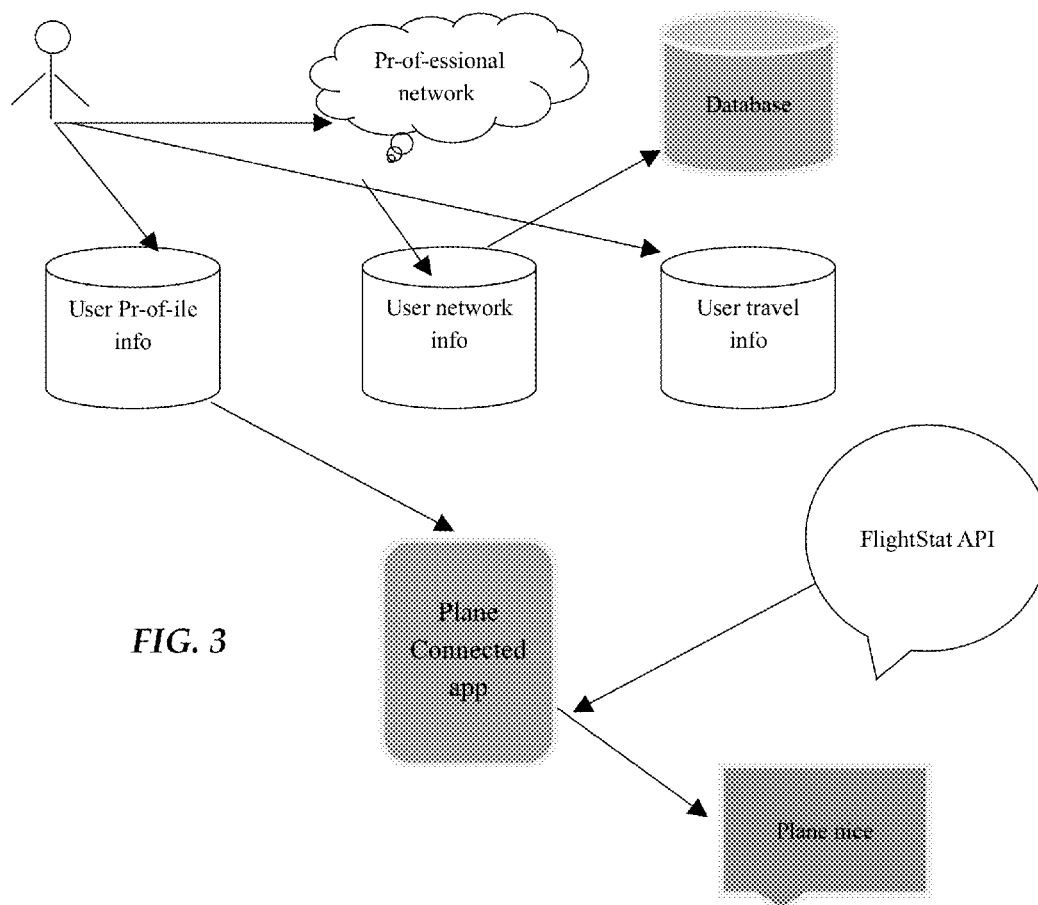 Pr-of-essional
network
Database
User Pr-of-ile
info
User network
info
User travel
info
FlightStat API
Plane
Connected
app
FIG. 3
Plane